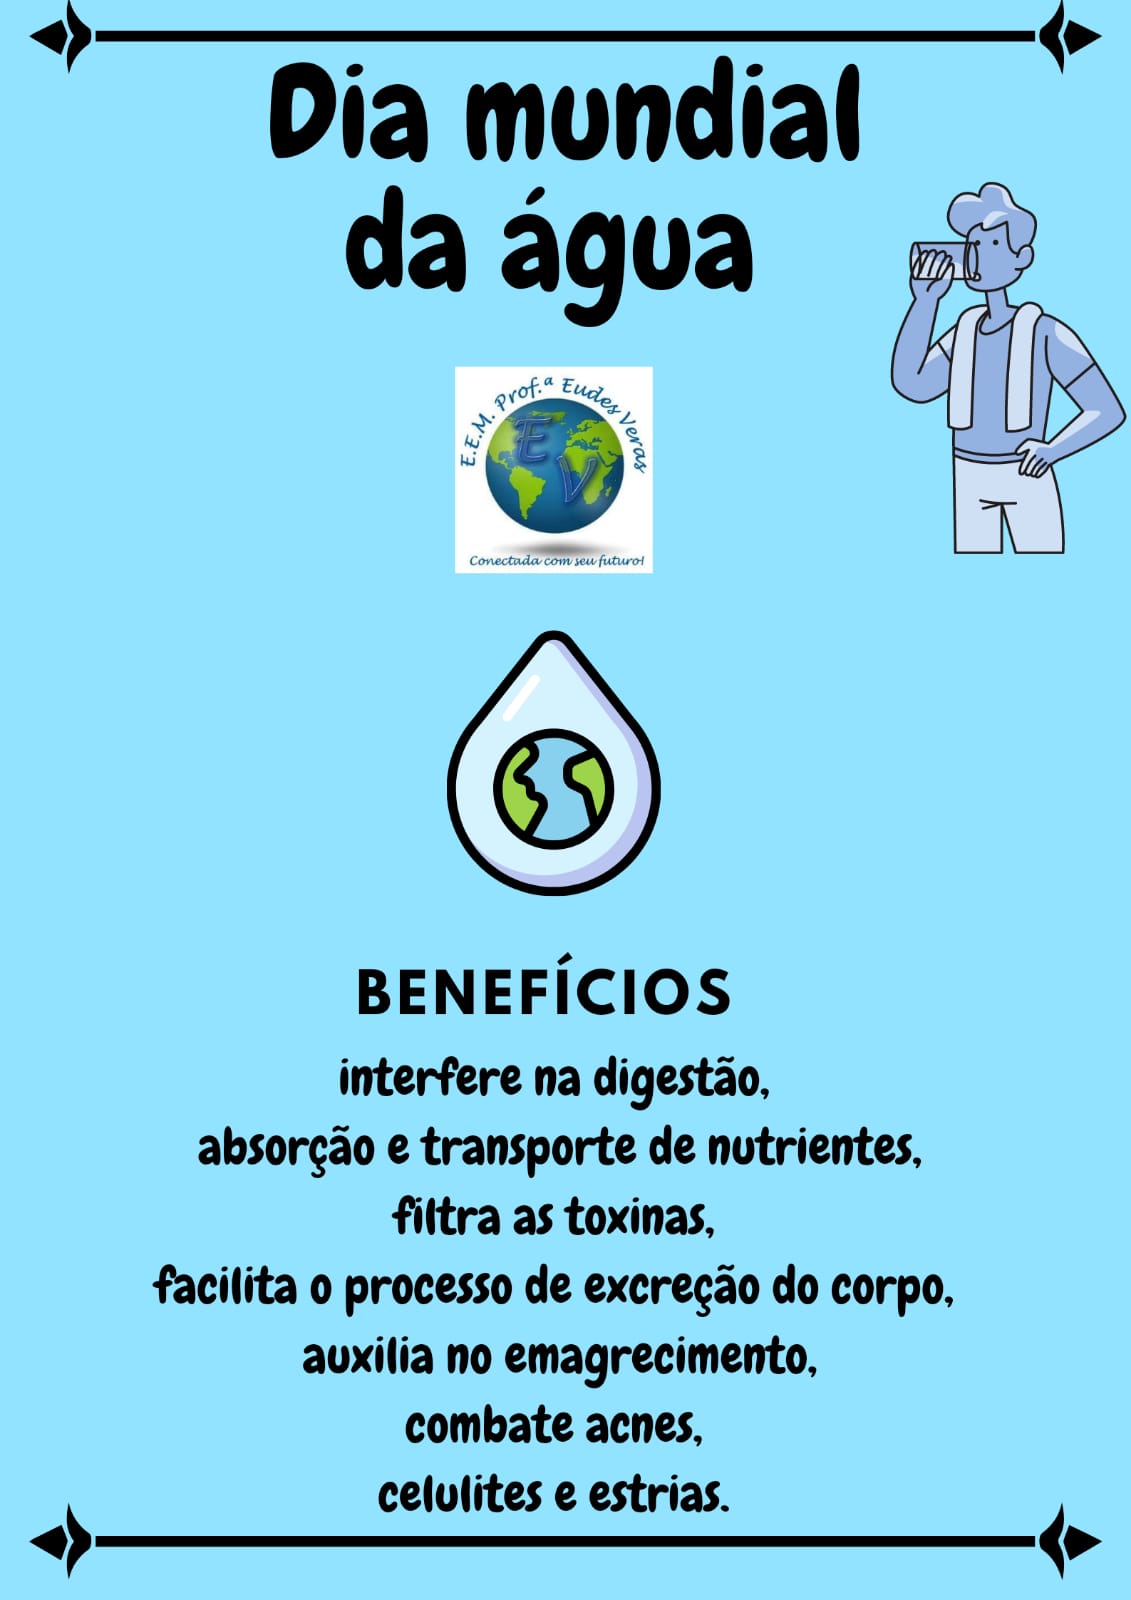 Dia mundial
da água
E.E.M. Prof.ª Eudes Veras
E V
Conectada com seu futuro!
BENEFÍCIOS
interfere na digestão,
absorção e transporte de nutrientes,
filtra as toxinas,
facilita o processo de excreção do corpo,
auxilia no emagrecimento,
combate acnes,
celulites e estrias.